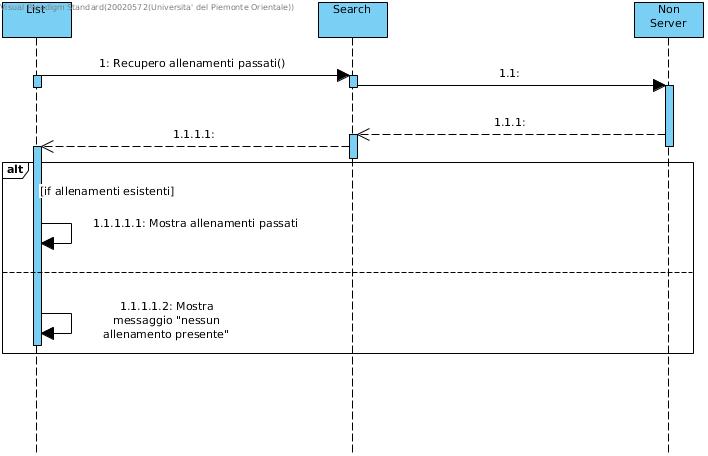 Visual Paradigm Standard(20020572(Universita' del Piemonte Orientale))
List
Search
Non
Server
1: Recupero allenamenti passati()
1.1:
1.1.1:
1.1.1.1:
alt
[if allenamenti esistenti]
1.1.1.1.1: Mostra allenamenti passati
1.1.1.1.2: Mostra
messaggio "nessun
allenamento presente"